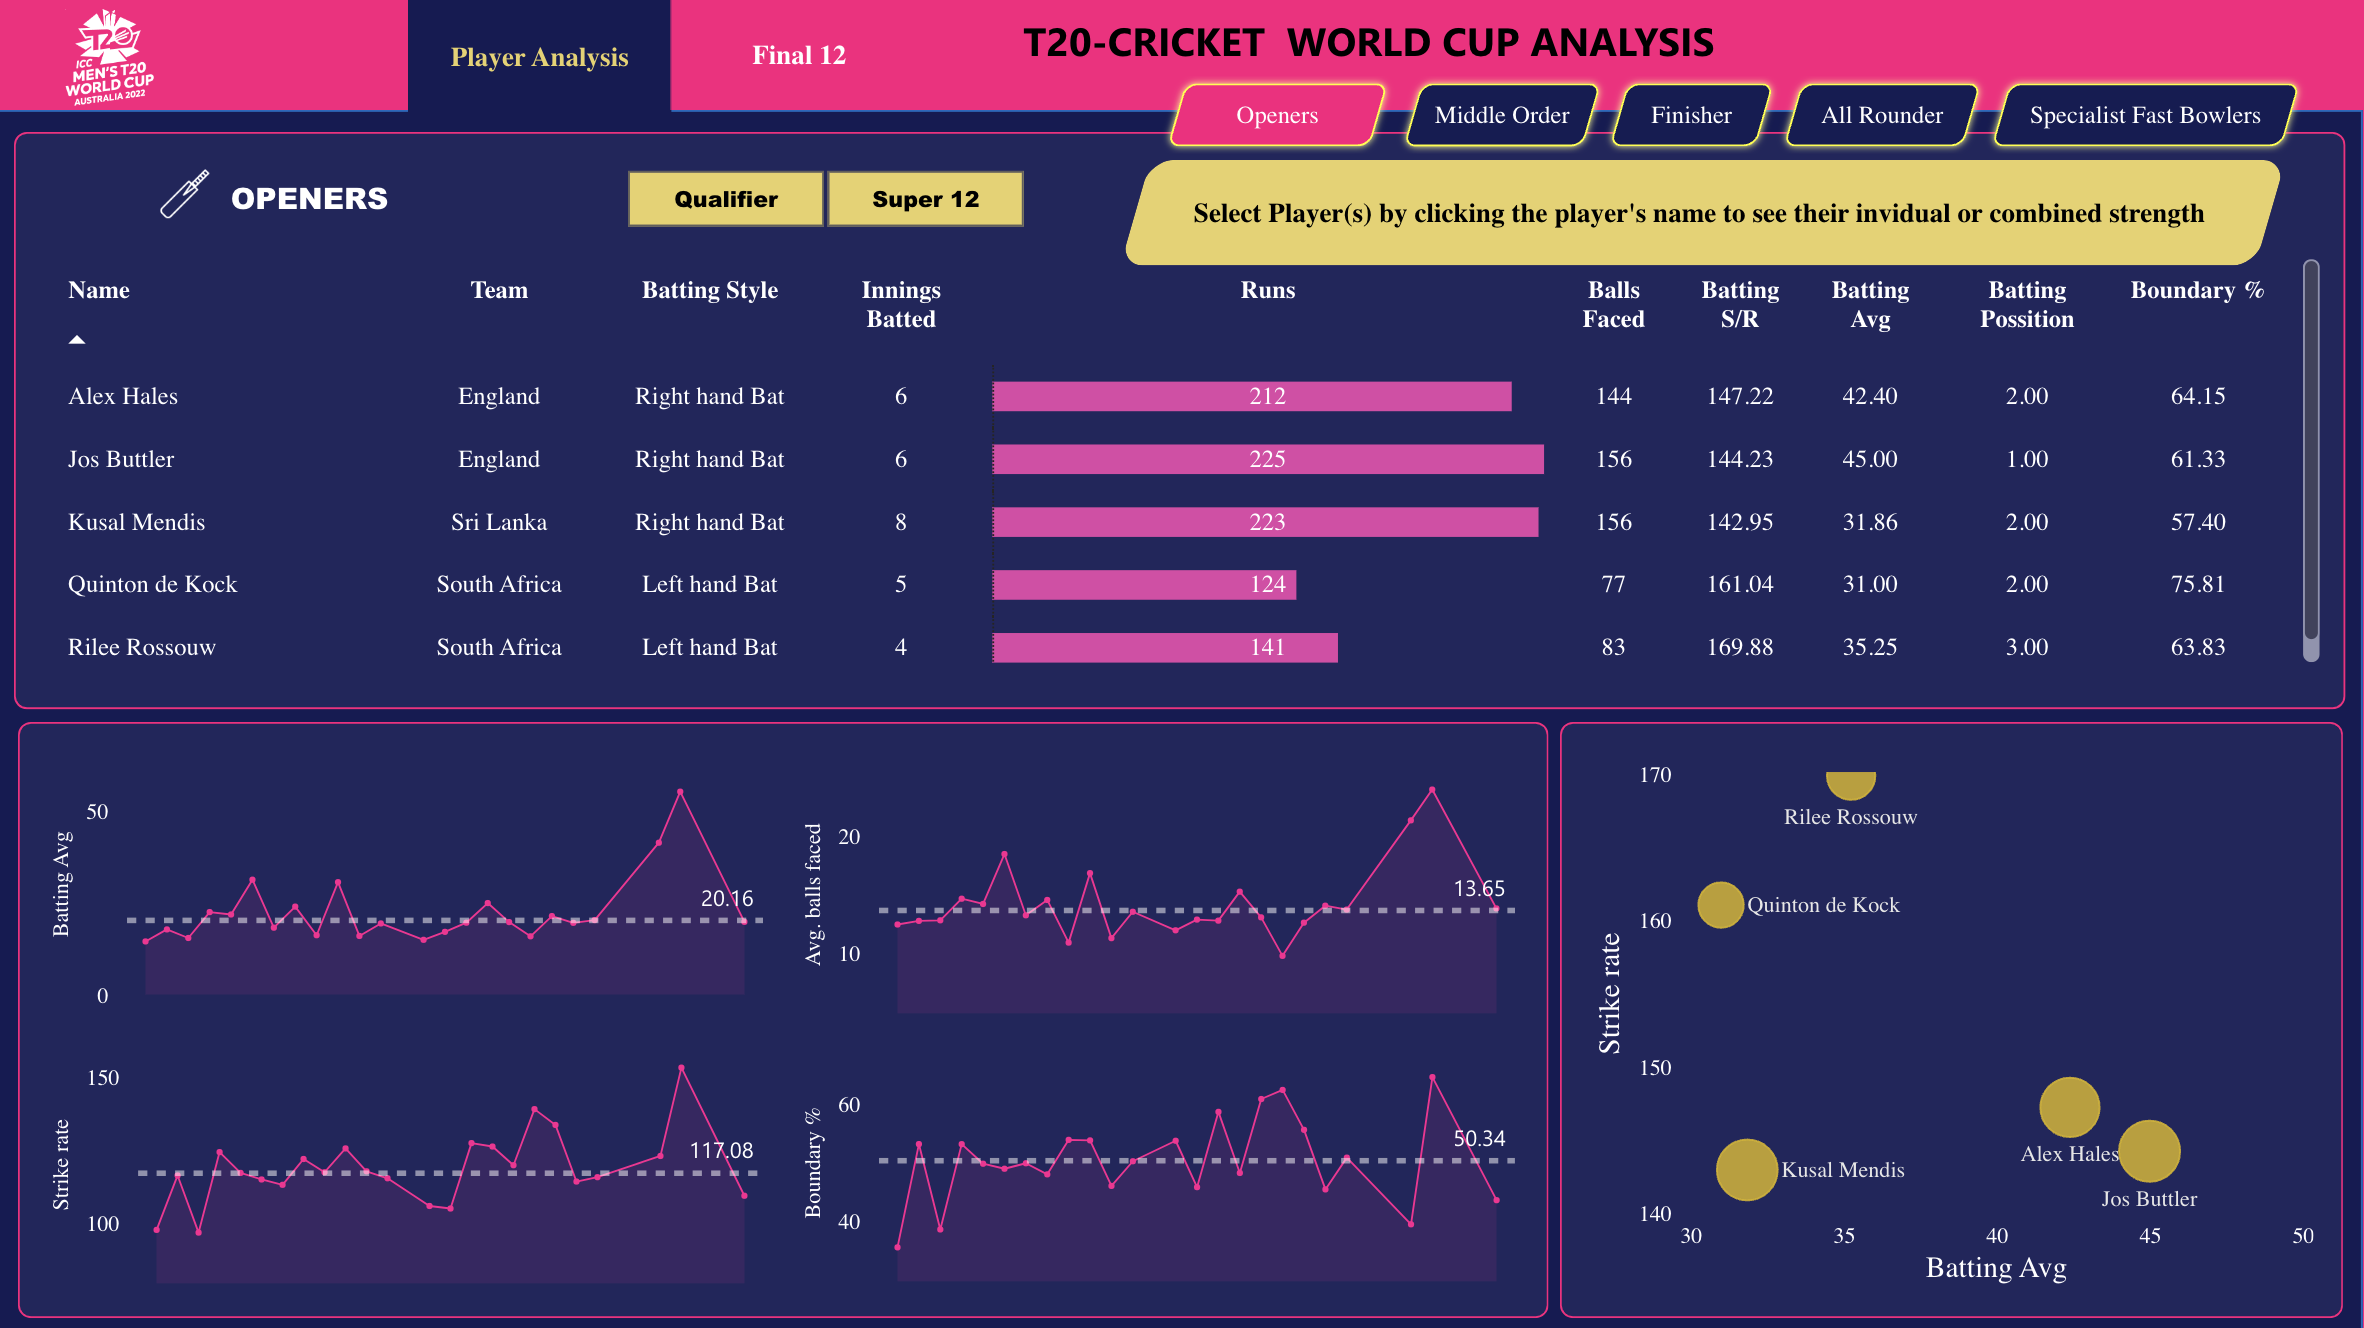 T20
ICC
MEN'S T20
WORLD CUP
AUSTRALIA 2022
Player Analysis
Final 12
T20-CRICKET WORLD CUP ANALYSIS
Openers
Middle Order
Finisher
All Rounder
Specialist Fast Bowlers
OPENERS
Qualifier
Super 12
Select Player(s) by clicking the player's name to see their invidual or combined strength
Name Team Batting Style Innings Batted Runs Balls Faced Batting S/R Batting Avg Batting Possition Boundary %
Alex Hales England Right hand Bat 6 212 144 147.22 42.40 2.00 64.15
Jos Buttler England Right hand Bat 6 225 156 144.23 45.00 1.00 61.33
Kusal Mendis Sri Lanka Right hand Bat 8 223 156 142.95 31.86 2.00 57.40
Quinton de Kock South Africa Left hand Bat 5 124 77 161.04 31.00 2.00 75.81
Rilee Rossouw South Africa Left hand Bat 4 141 83 169.88 35.25 3.00 63.83
Batting Avg
50
0
20.16
Avg. balls faced
20
10
13.65
Strike rate
150
100
117.08
Boundary %
60
40
50.34
Strike rate
170
160
150
140
Rilee Rossouw
Quinton de Kock
Alex Hales
Kusal Mendis
Jos Buttler
30 35 40 45 50
Batting Avg